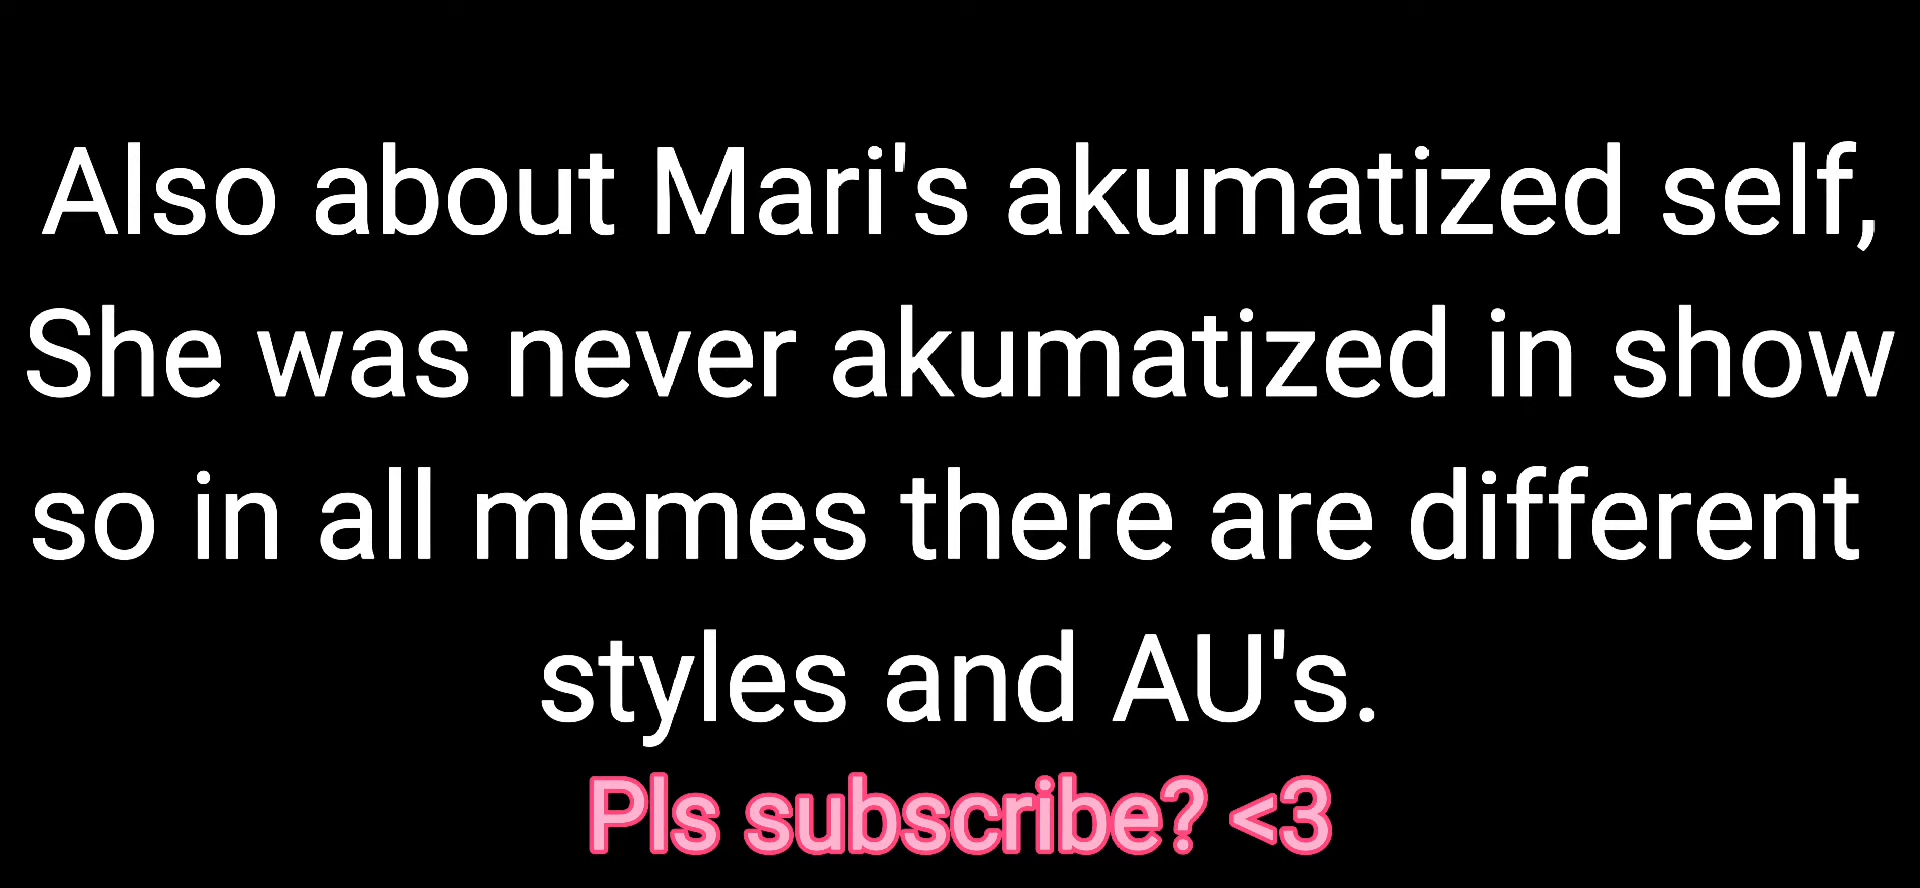 Also about Mari's akumatized self,
She was never akumatized in show
so in all memes there are different
styles and AU's.
Pls subscribe? <3